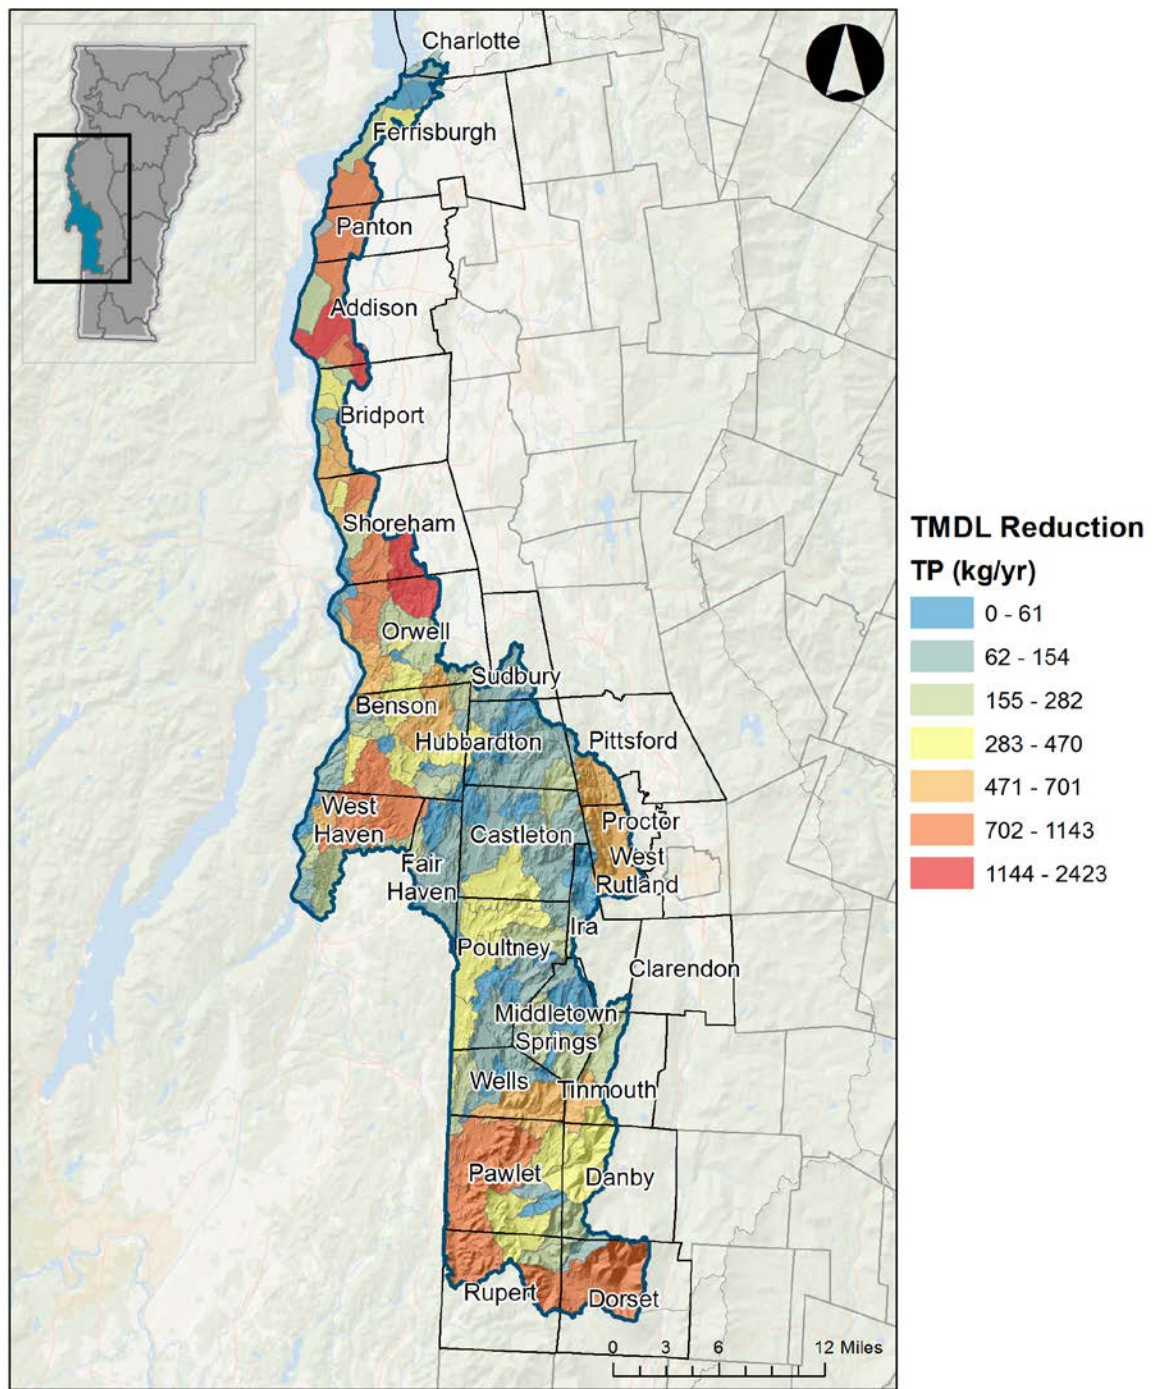 Charlotte
Ferrisburgh
Panton
Addison
Bridport
Shoreham
Orwell
Sudbury
Benson
Hubbardton
Pittsford
West
Haven
Castleton
Proctor
Fair
Haven
West
Rutland
Ira
Poultney
Clarendon
Middletown
Springs
Wells
Tinmouth
Pawlet
Danby
Rupert
Dorset
0 3 6 12 Miles
TMDL Reduction
TP (kg/yr)
0 - 61
62 - 154
155 - 282
283 - 470
471 - 701
702 - 1143
1144 - 2423